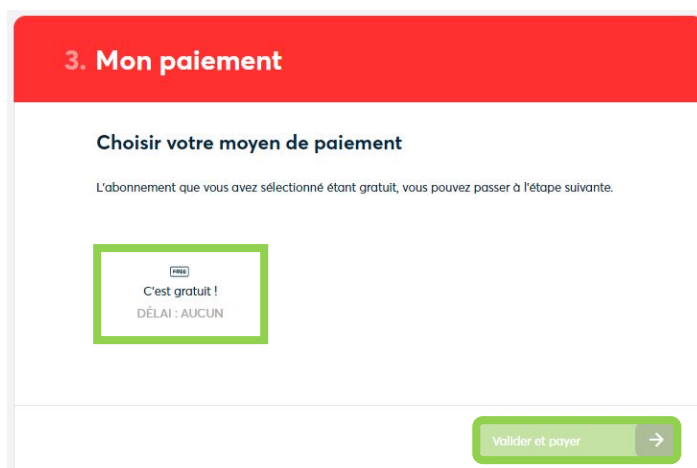 3. Mon paiement
Choisir votre moyen de paiement
L'abonnement que vous avez sélectionné étant gratuit, vous pouvez passer à l'étape suivante.
FREE
C'est gratuit !
DÉLAI : AUCUN
Valider et payer